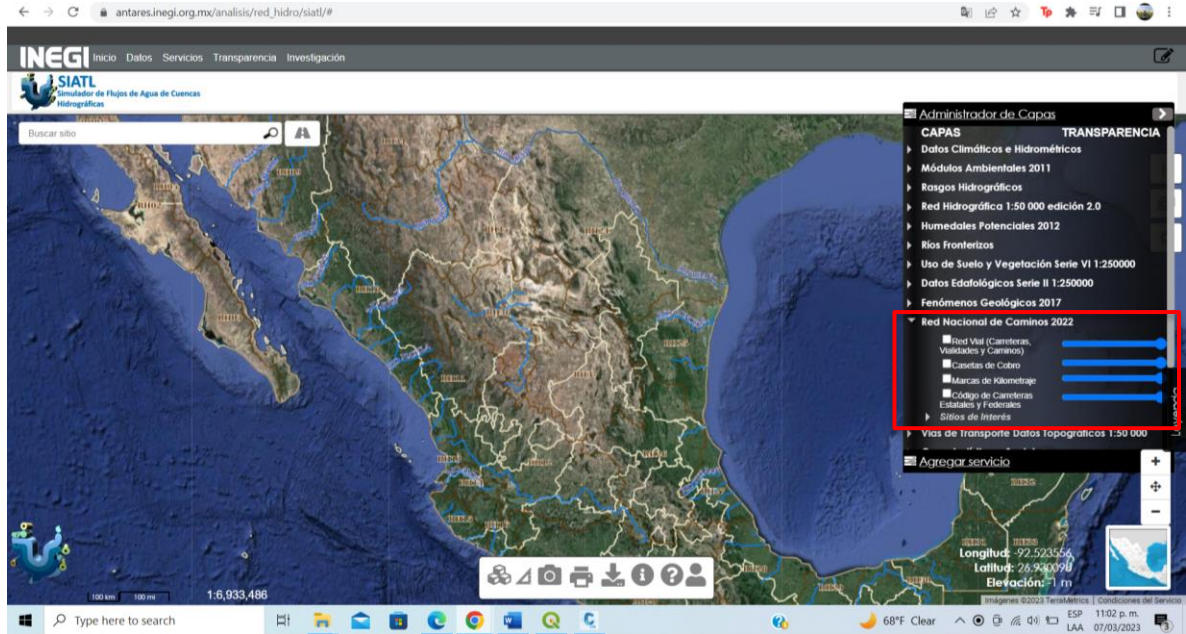 antares.inegi.org.mx/analisis/red_hidro/siatl/#
INEGI Inicio Datos Servicios Transparencia Investigación
SIATL
Simulador de Flujos de Agua de Cuencas
Hidrográficas
Buscar sitio
Administrador de Capas
CAPAS TRANSPARENCIA
Datos Climáticos e Hidrométricos
Módulos Ambientales 2011
Rasgos Hidrográficos
Red Hidrográfica 1:50 000 edición 2.0
Humedales Potenciales 2012
Ríos Fronterizos
Uso de Suelo y Vegetación Serie VI 1:250000
Datos Edafológicos Serie II 1:250000
Fenómenos Geológicos 2017
Red Nacional de Caminos 2022
Red Vial (Carreteras,
Vialidades y Caminos)
Casetas de Cobro
Marcas de Kilometraje
Código de Carreteras
Estatales y Federales
Sitios de Interés
Vías de Transporte Datos Topográficos 1:50 000
Agregar servicio
Leyenda
Longitud: -92.523556
Latitud: 26.930090
Elevación: -1 m
100 km 100 mi 1:6,933,486
Imágenes ©2023 TerraMetrics Condiciones del Servicio
Type here to search
68°F Clear
ESP
LAA
11:02 p. m.
07/03/2023